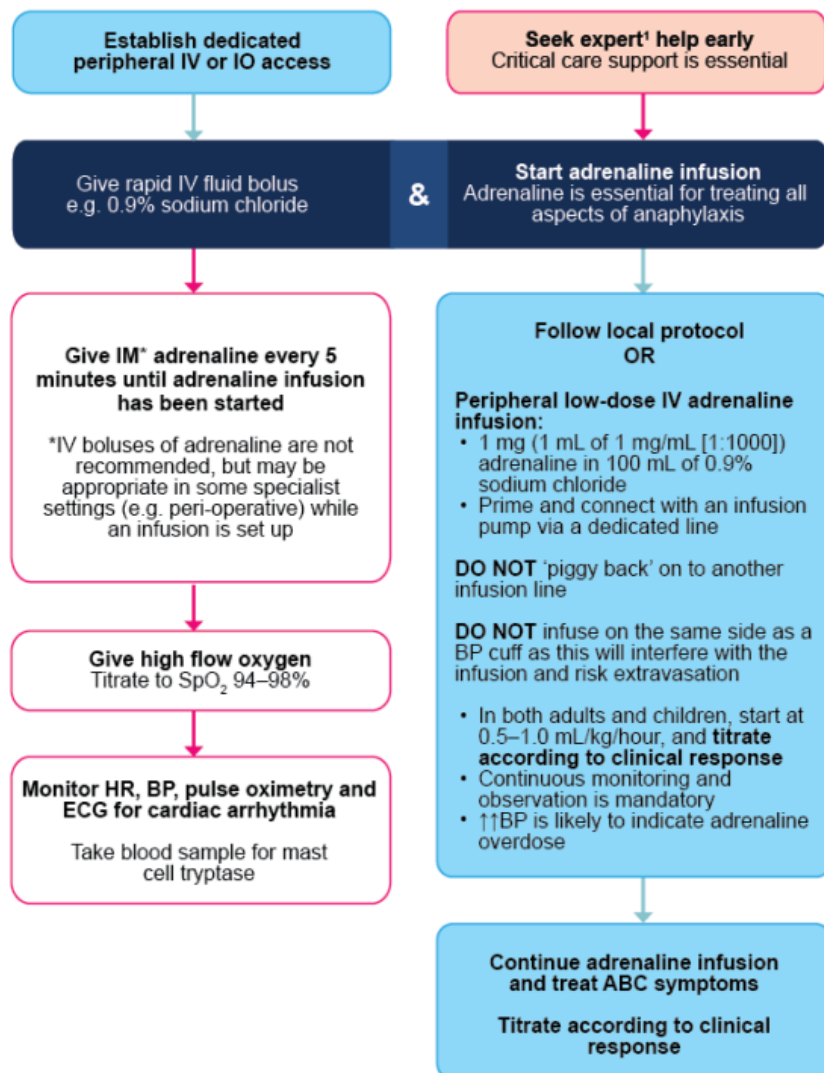 Establish dedicated
peripheral IV or IO access
Seek expert¹ help early
Critical care support is essential
Give rapid IV fluid bolus
e.g. 0.9% sodium chloride
&
Start adrenaline infusion
Adrenaline is essential for treating all
aspects of anaphylaxis
Give IM* adrenaline every 5
minutes until adrenaline infusion
has been started
*IV boluses of adrenaline are not
recommended, but may be
appropriate in some specialist
settings (e.g. peri-operative) while
an infusion is set up
Give high flow oxygen
Titrate to SpO₂ 94–98%
Monitor HR, BP, pulse oximetry and
ECG for cardiac arrhythmia
Take blood sample for mast
cell tryptase
Follow local protocol
OR
Peripheral low-dose IV adrenaline
infusion:
• 1 mg (1 mL of 1 mg/mL [1:1000])
adrenaline in 100 mL of 0.9%
sodium chloride
• Prime and connect with an infusion
pump via a dedicated line
DO NOT ‘piggy back’ on to another
infusion line
DO NOT infuse on the same side as a
BP cuff as this will interfere with the
infusion and risk extravasation
• In both adults and children, start at
0.5–1.0 mL/kg/hour, and titrate
according to clinical response
• Continuous monitoring and
observation is mandatory
• ↑↑BP is likely to indicate adrenaline
overdose
Continue adrenaline infusion
and treat ABC symptoms
Titrate according to clinical
response